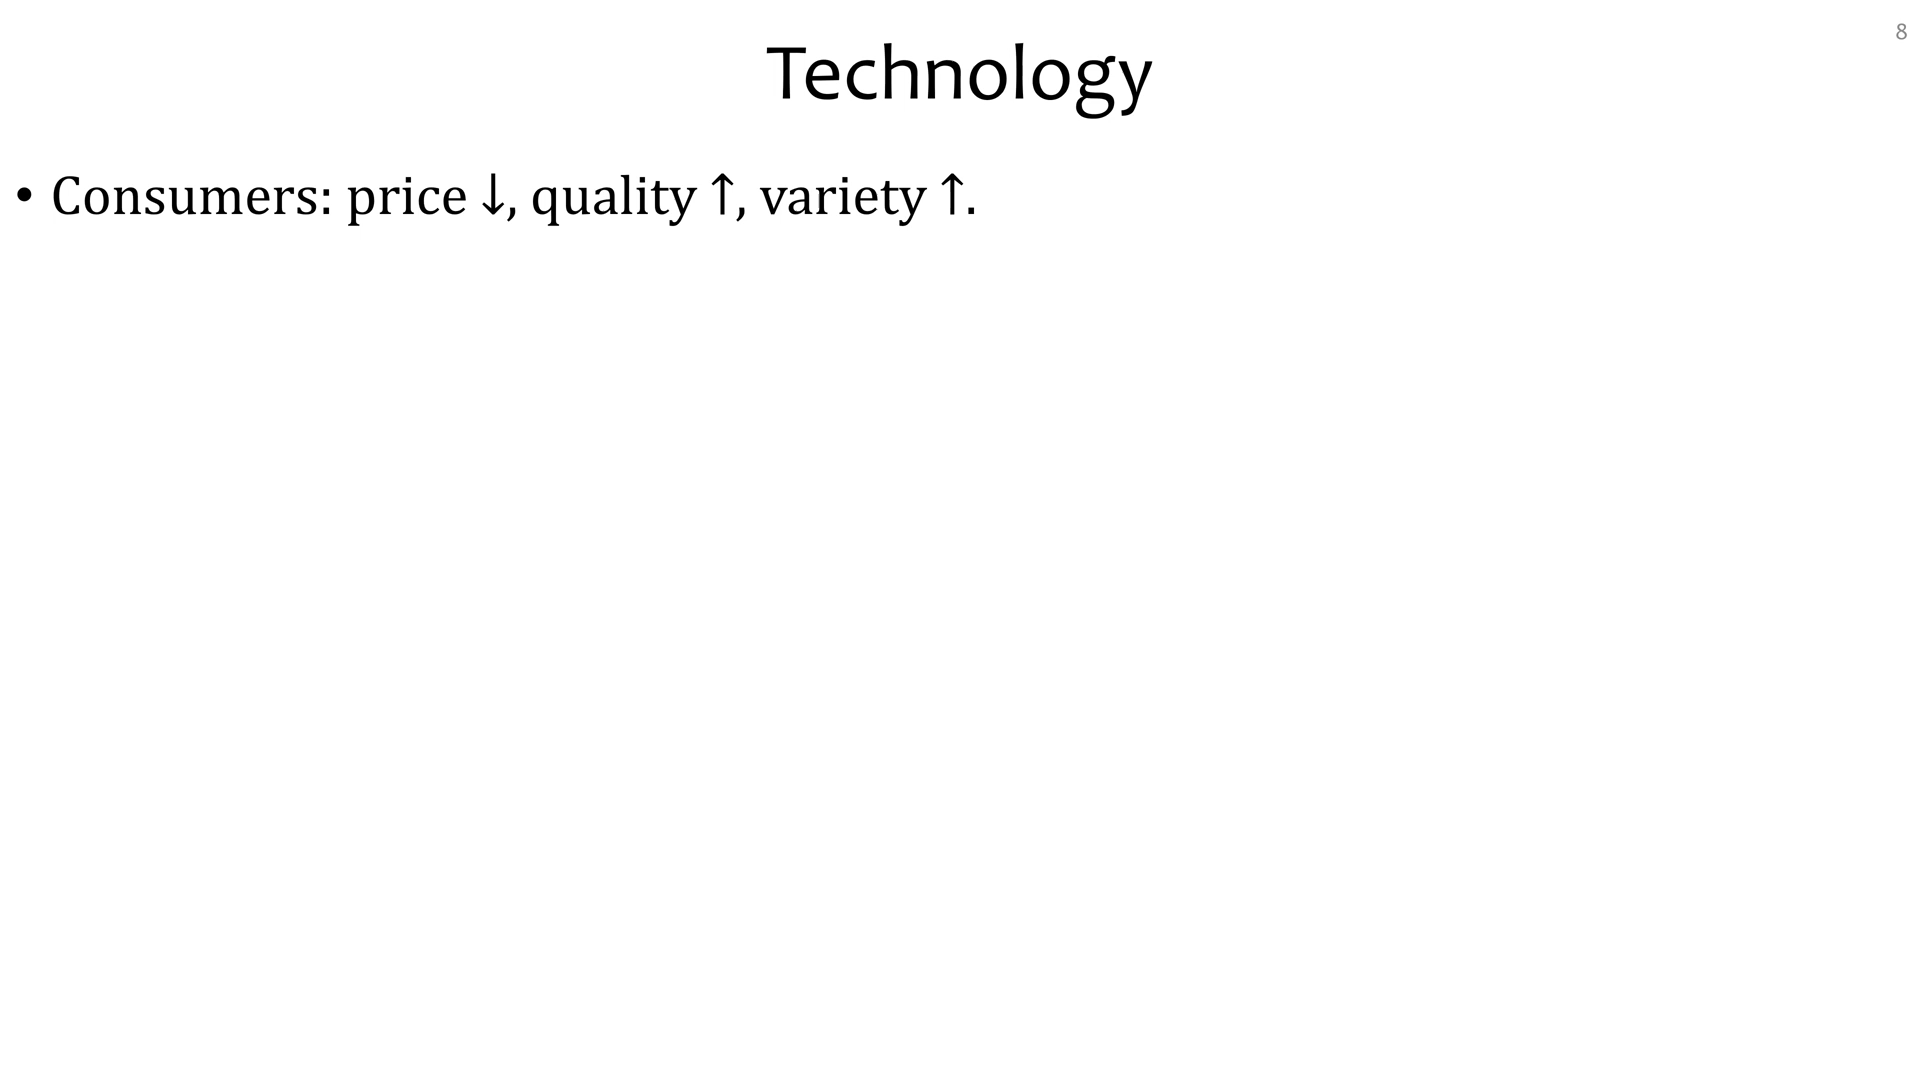 8
Technology
• Consumers: price ↓, quality ↑, variety ↑.